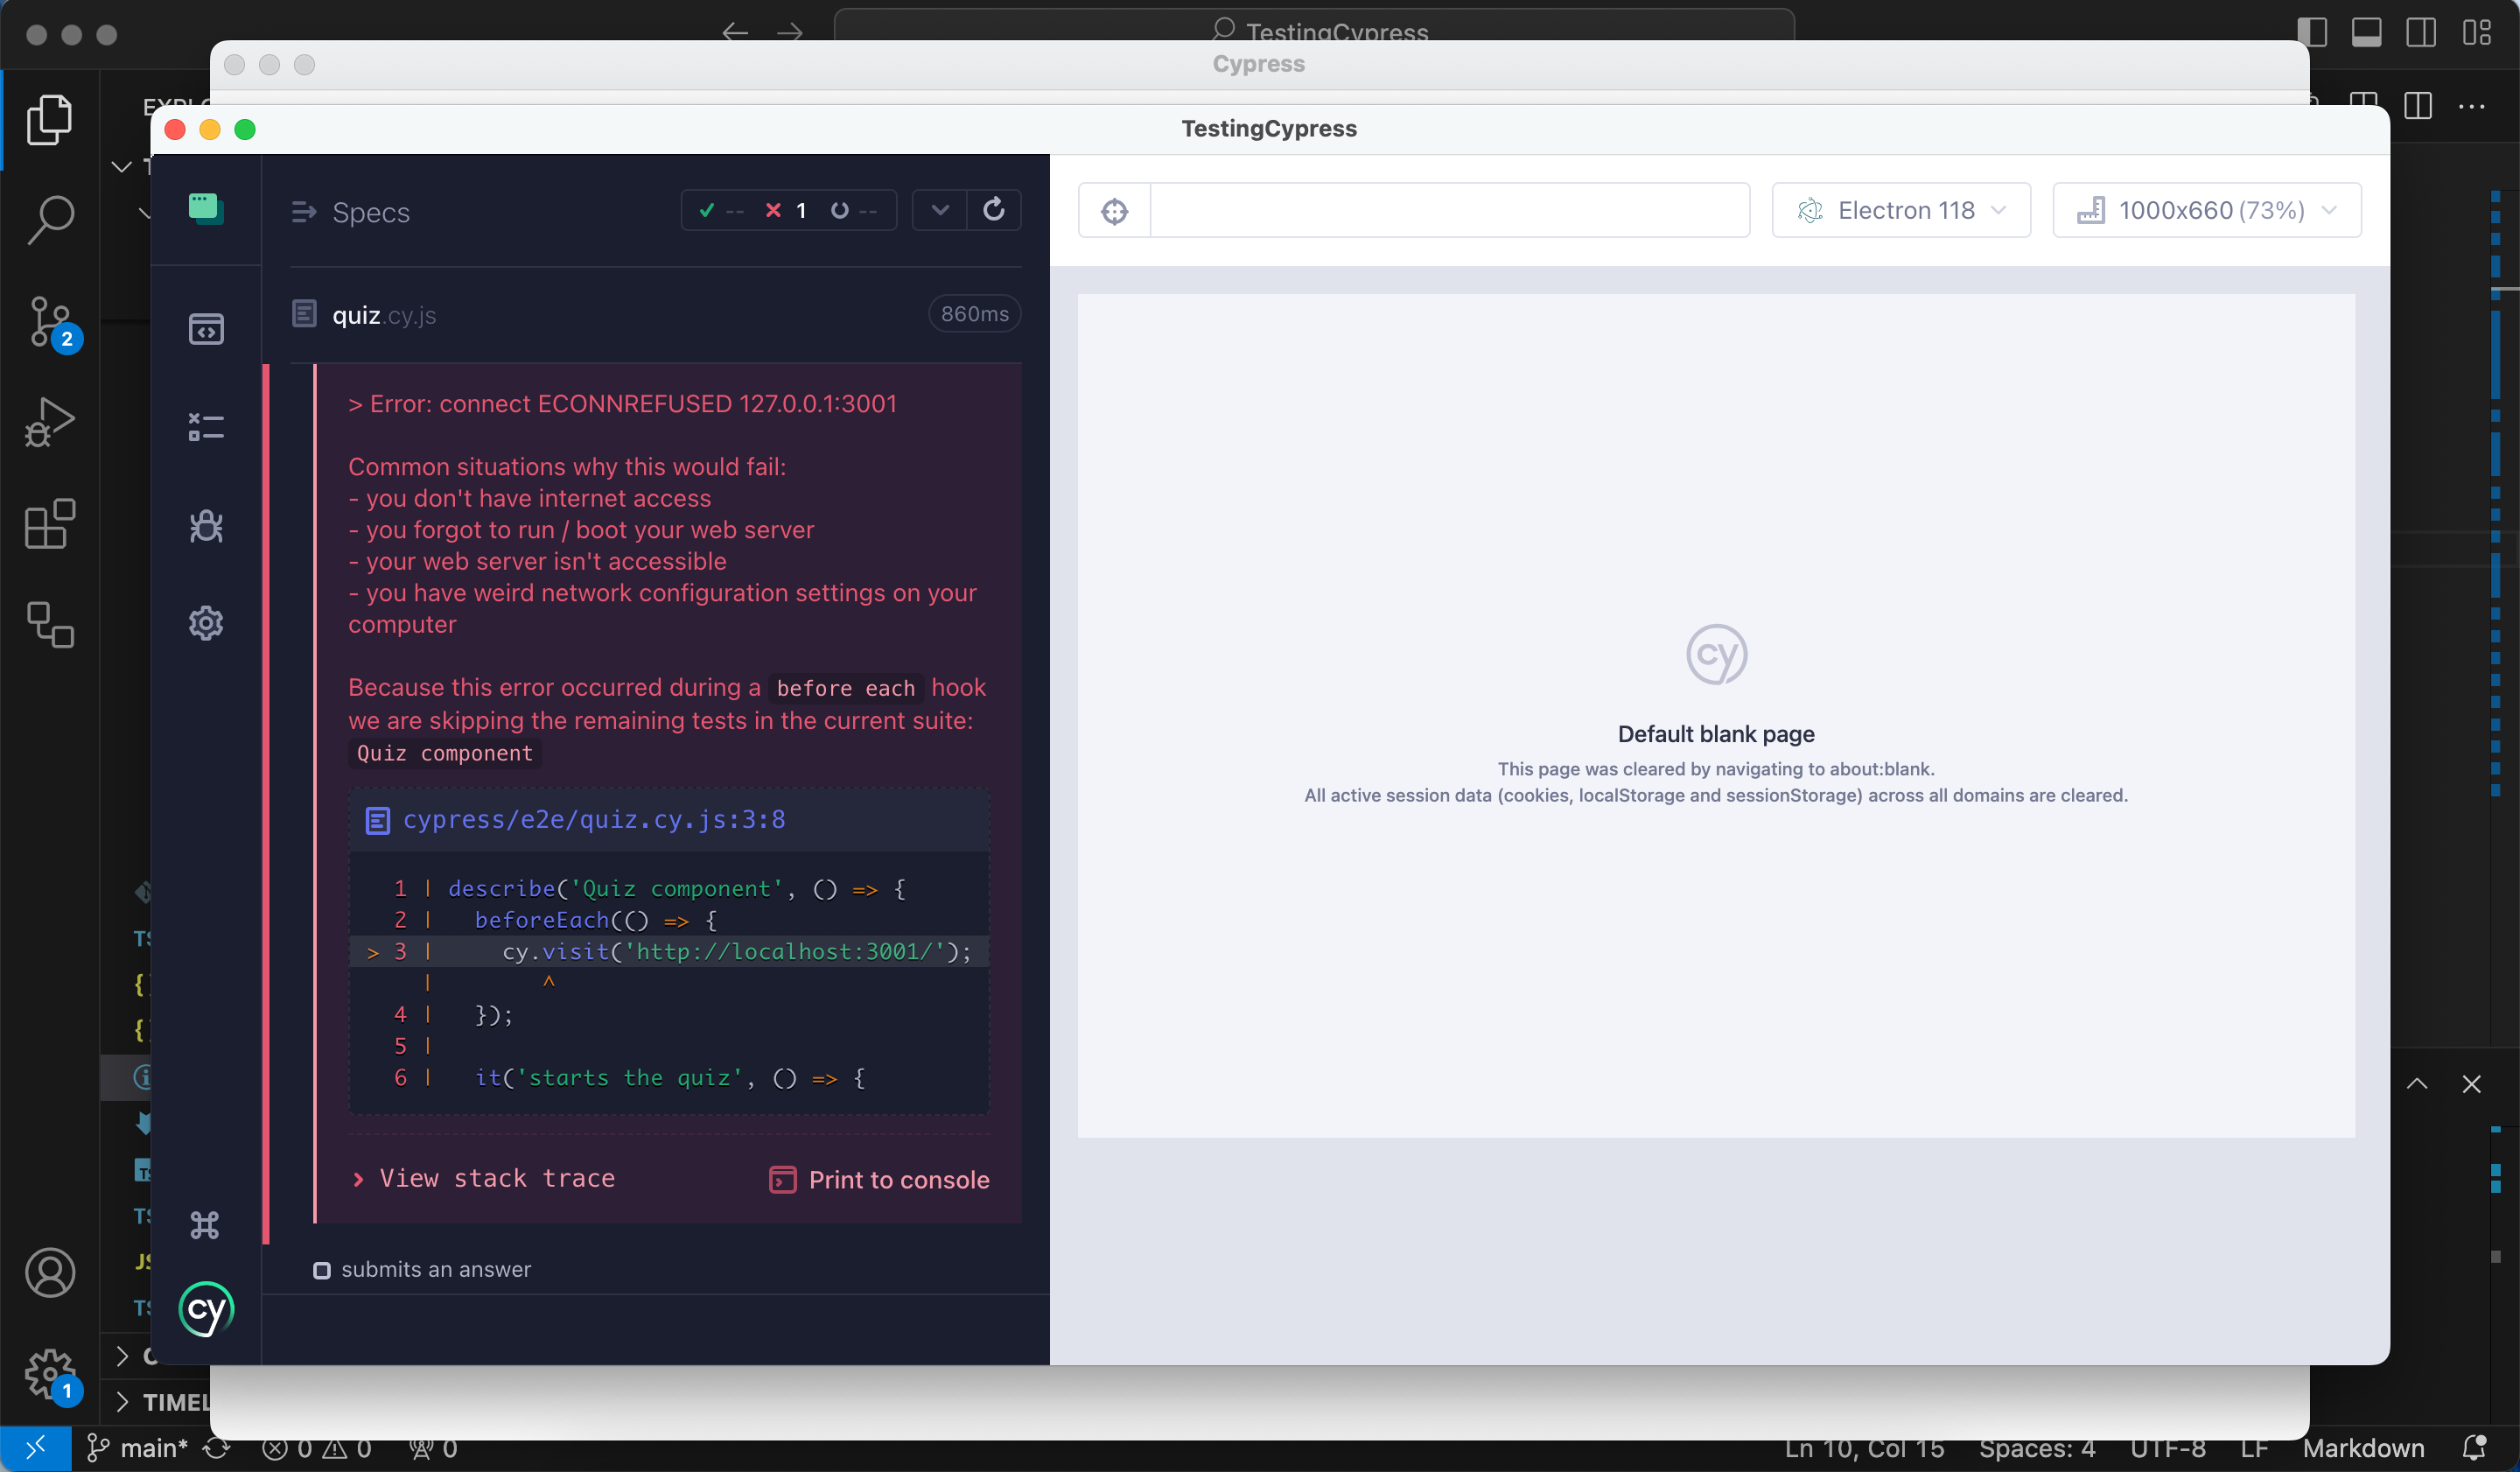 TestingCypress
Cypress
TestingCypress
Specs
-- 1 --
Electron 118
1000x660 (73%)
2
quiz.cy.js
860ms
> Error: connect ECONNREFUSED 127.0.0.1:3001
Common situations why this would fail:
- you don't have internet access
- you forgot to run / boot your web server
- your web server isn't accessible
- you have weird network configuration settings on your
computer
Because this error occurred during a before each hook
we are skipping the remaining tests in the current suite:
Quiz component
cypress/e2e/quiz.cy.js:3:8
1 | describe('Quiz component', () => {
2 | beforeEach(() => {
> 3 | cy.visit('http://localhost:3001/');
| ^
4 | });
5 |
6 | it('starts the quiz', () => {
View stack trace
Print to console
submits an answer
cy
cy
Default blank page
This page was cleared by navigating to about:blank.
All active session data (cookies, localStorage and sessionStorage) across all domains are cleared.
1
main* 0 0 0
Ln 10, Col 15
Spaces: 4
UTF-8
LF
Markdown